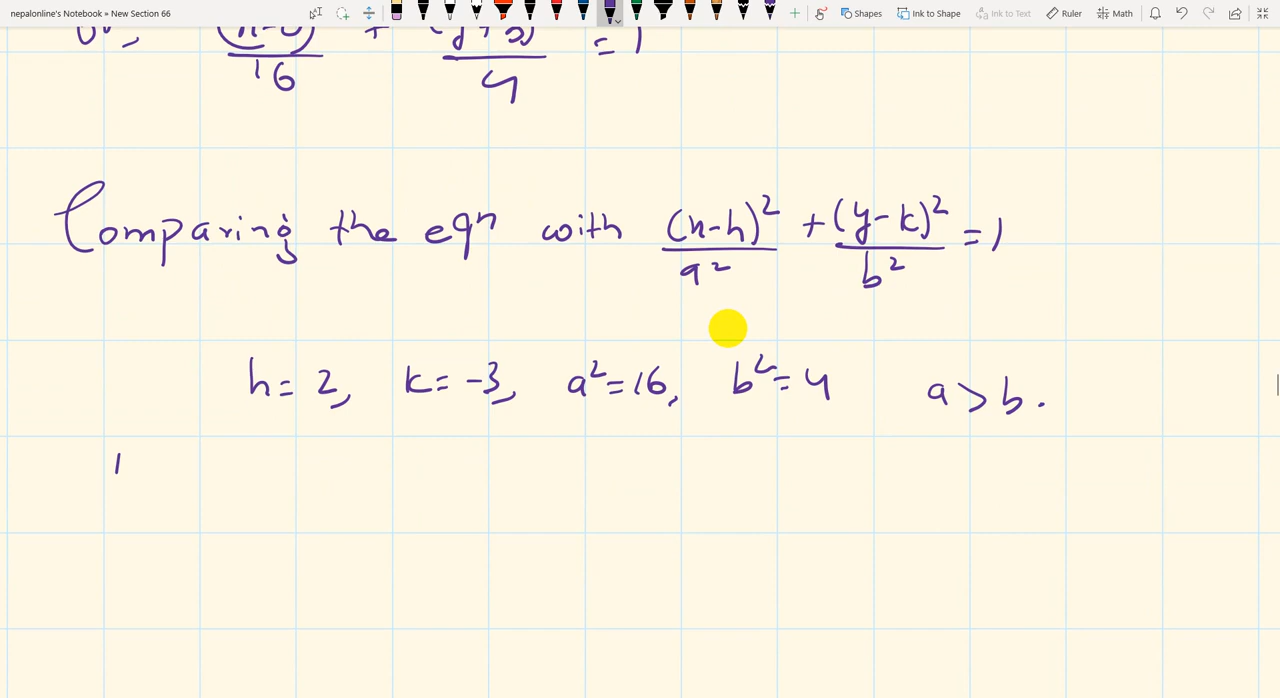 nepalonline's Notebook » New Section 66
Shapes Ink to Shape Ink to Text Ruler Math
16 + 4 = 1
Comparing the eqn with (x-h)²/a² + (y-k)²/b² = 1
h = 2, k = -3, a² = 16, b² = 4 a > b.